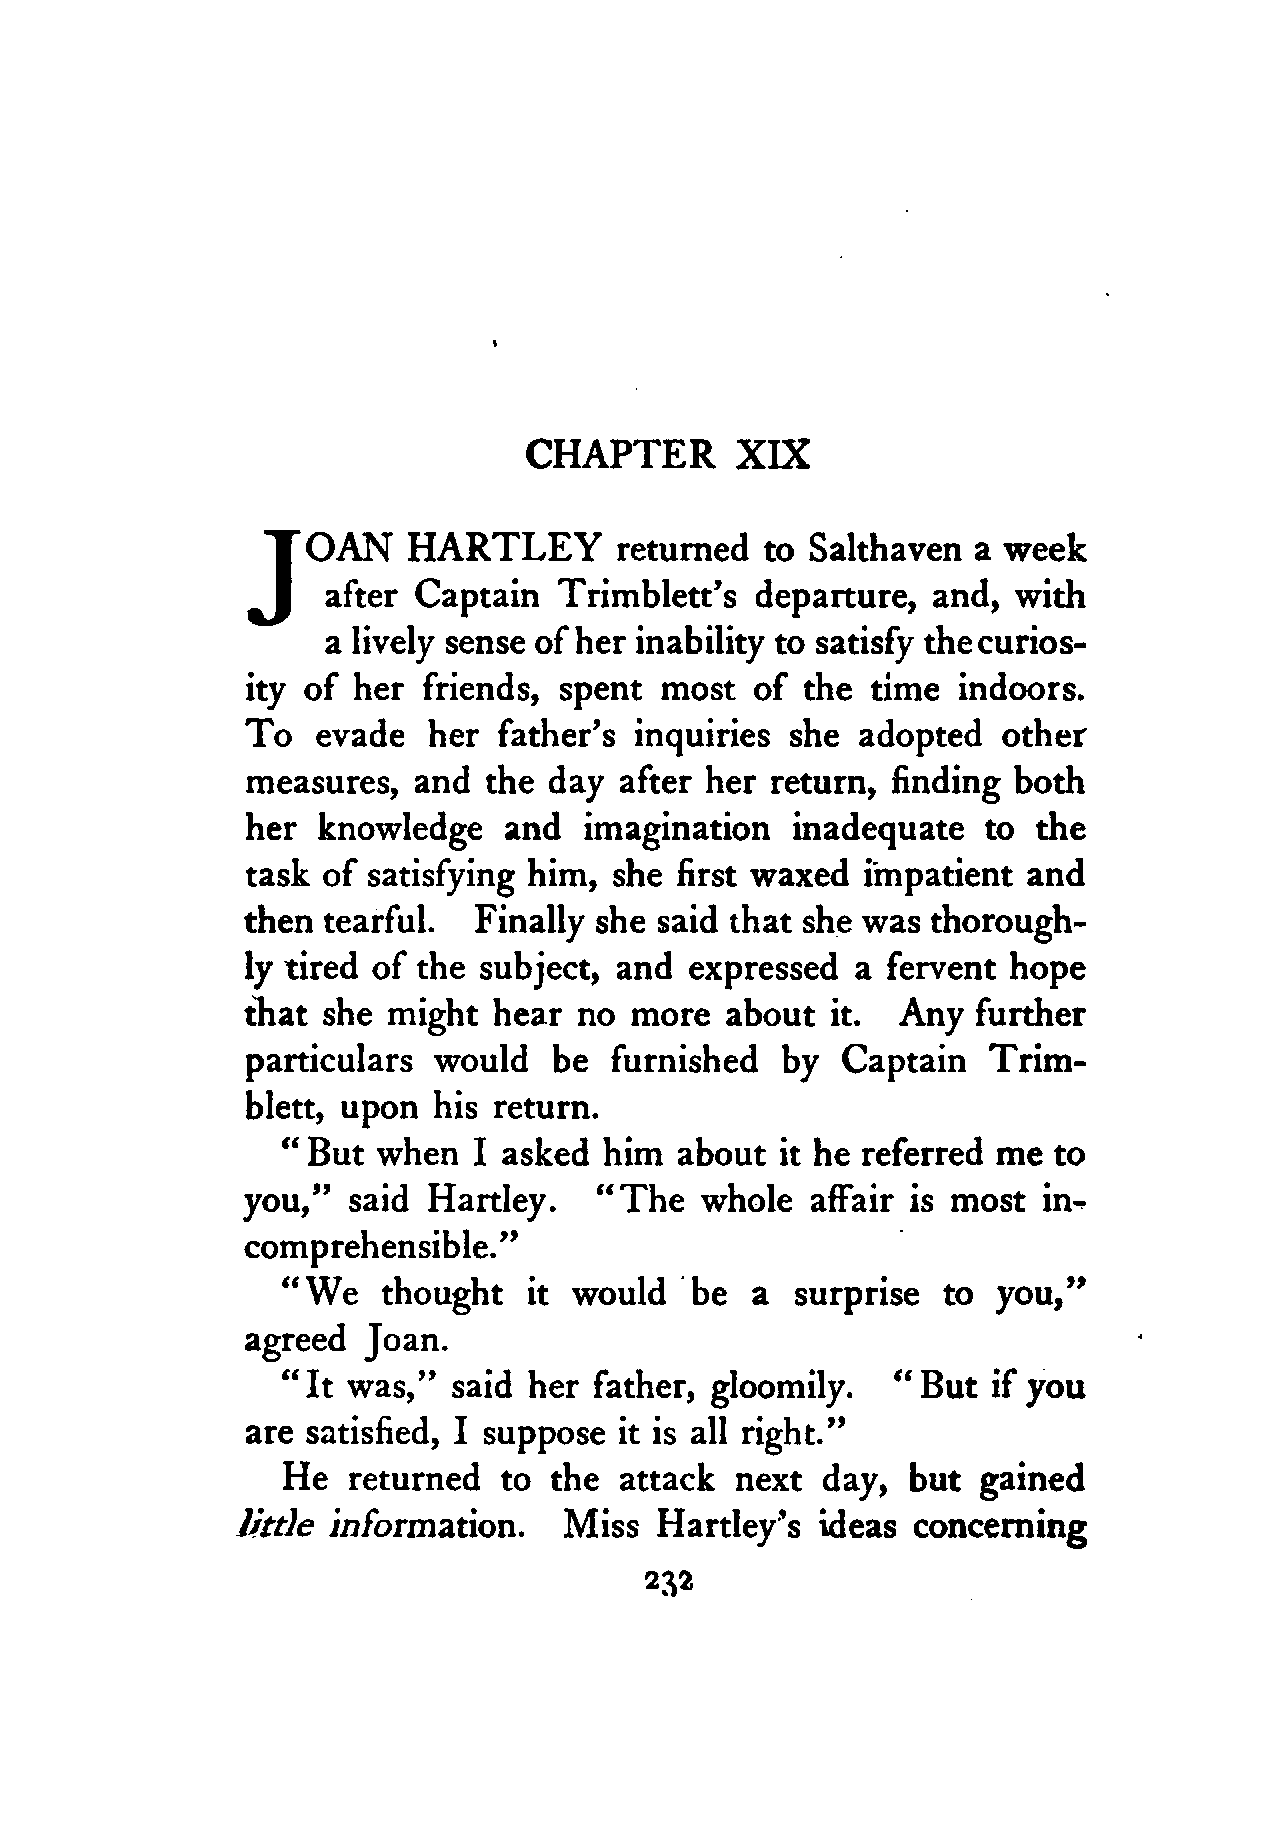 CHAPTER XIX
JOAN HARTLEY returned to Salthaven a week
after Captain Trimblett's departure, and, with
a lively sense of her inability to satisfy the curios-
ity of her friends, spent most of the time indoors.
To evade her father's inquiries she adopted other
measures, and the day after her return, finding both
her knowledge and imagination inadequate to the
task of satisfying him, she first waxed impatient and
then tearful. Finally she said that she was thorough-
ly tired of the subject, and expressed a fervent hope
that she might hear no more about it. Any further
particulars would be furnished by Captain Trim-
blett, upon his return.
"But when I asked him about it he referred me to
you," said Hartley. "The whole affair is most in-
comprehensible."
"We thought it would be a surprise to you,"
agreed Joan.
"It was," said her father, gloomily. "But if you
are satisfied, I suppose it is all right."
He returned to the attack next day, but gained
little information. Miss Hartley's ideas concerning
232